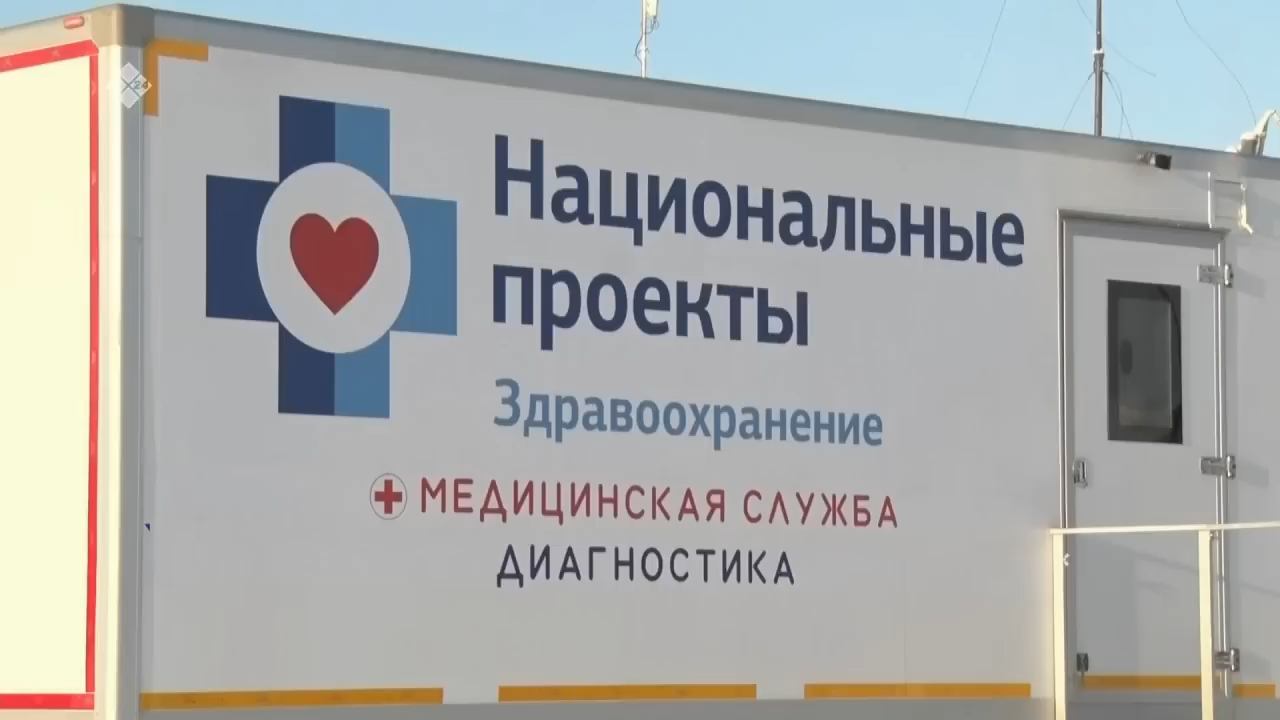 Национальные
проекты
Здравоохранение
МЕДИЦИНСКАЯ СЛУЖБА
ДИАГНОСТИКА